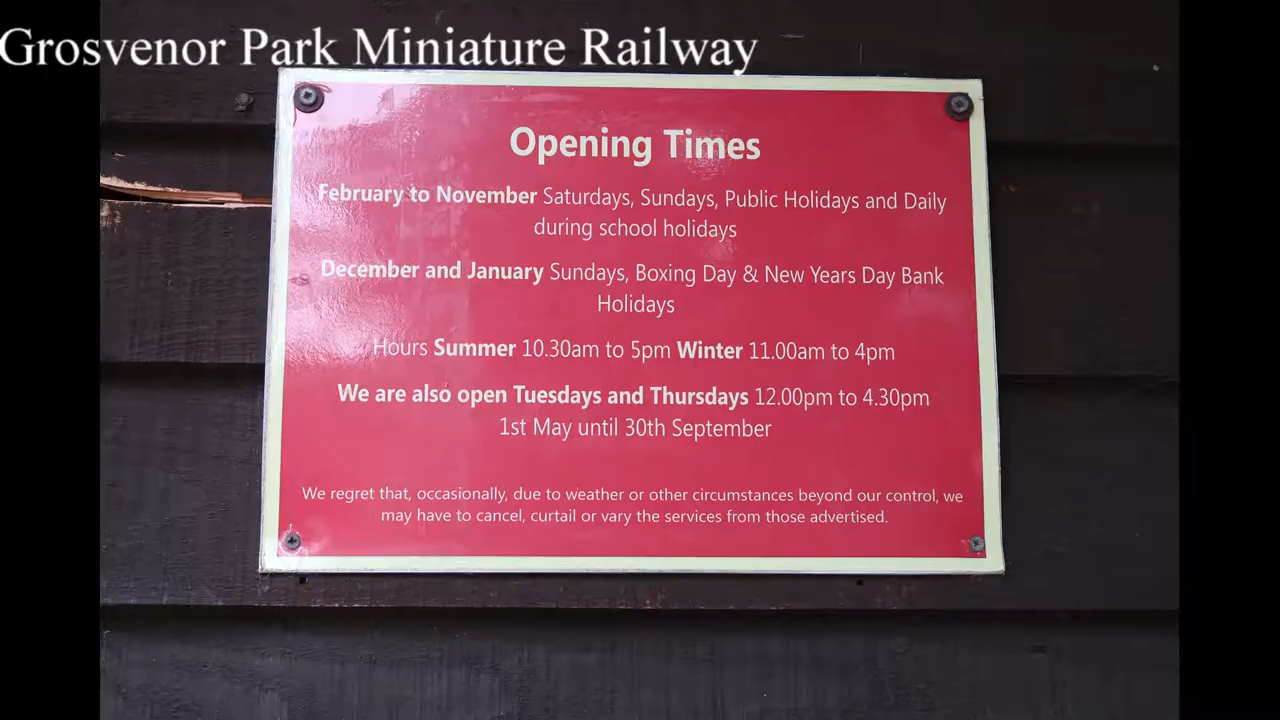 Grosvenor Park Miniature Railway
Opening Times
February to November Saturdays, Sundays, Public Holidays and Daily
during school holidays
December and January Sundays, Boxing Day & New Years Day Bank
Holidays
Hours Summer 10.30am to 5pm Winter 11.00am to 4pm
We are also open Tuesdays and Thursdays 12.00pm to 4.30pm
1st May until 30th September
We regret that, occasionally, due to weather or other circumstances beyond our control, we
may have to cancel, curtail or vary the services from those advertised.